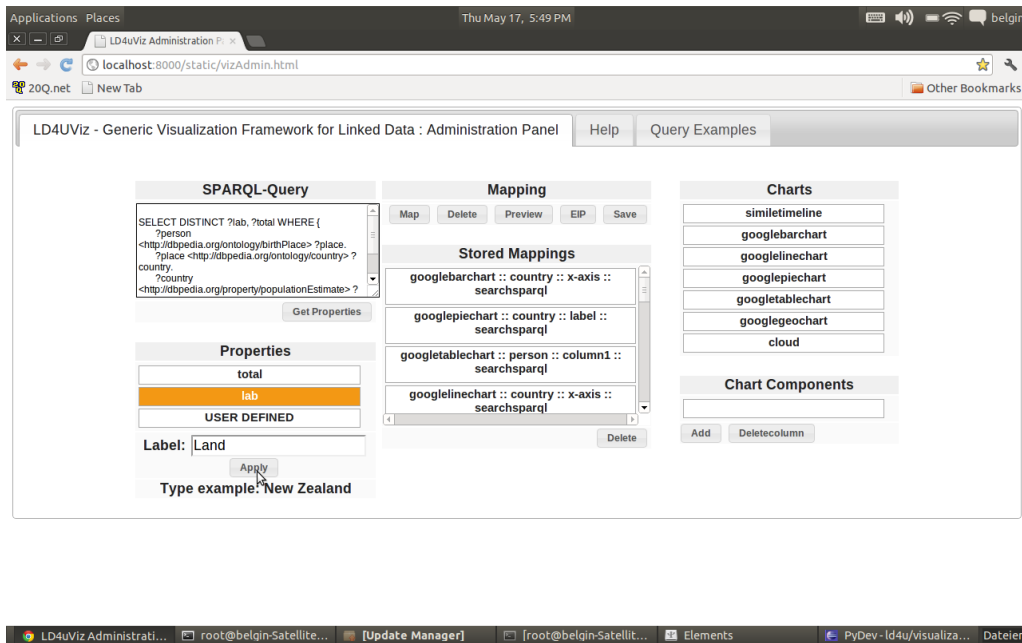 Applications Places
Thu May 17, 5:49 PM
belgin
LD4uViz Administration P
localhost:8000/static/vizAdmin.html
20Q.net
New Tab
Other Bookmarks
LD4UViz - Generic Visualization Framework for Linked Data : Administration Panel
Help
Query Examples
SPARQL-Query
SELECT DISTINCT ?lab, ?total WHERE {
?person
<http://dbpedia.org/ontology/birthPlace> ?place.
?place <http://dbpedia.org/ontology/country> ?
country.
?country
<http://dbpedia.org/property/populationEstimate> ?
Get Properties
Properties
total
lab
USER DEFINED
Label: Land
Apply
Type example: New Zealand
Mapping
Map
Delete
Preview
EIP
Save
Stored Mappings
googlebarchart :: country :: x-axis ::
searchsparql
googlepiechart :: country :: label ::
searchsparql
googletablechart :: person :: column1 ::
searchsparql
googlelinechart :: country :: x-axis ::
searchsparql
Delete
Charts
similetimeline
googlebarchart
googlelinechart
googlepiechart
googletablechart
googlegeochart
cloud
Chart Components
Add
Deletecolumn
LD4uViz Administrati...
root@belgin-Satellite...
[Update Manager]
[root@belgin-Satellit...
Elements
PyDev - ld4u/visualiza...
Dateien